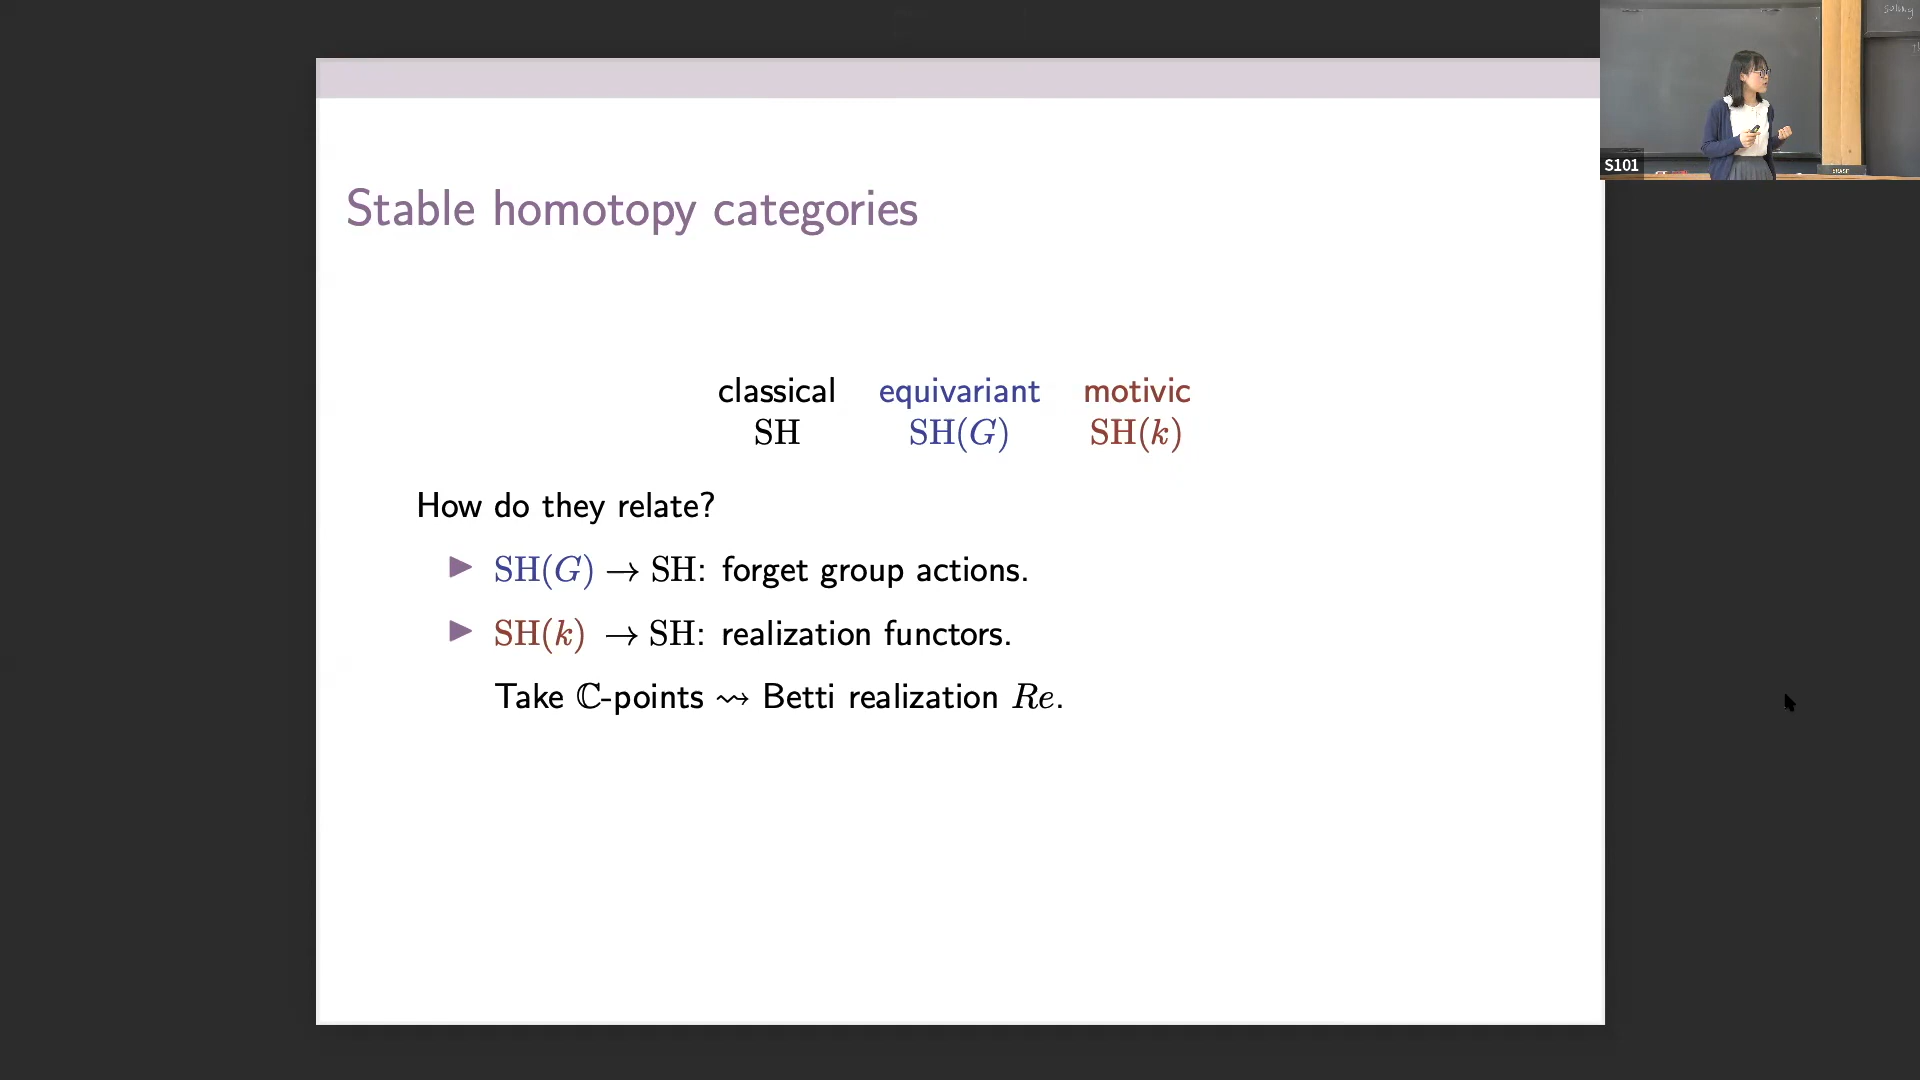 Stable homotopy categories
classical equivariant motivic
SH SH(G) SH(k)
How do they relate?
▶ SH(G) → SH: forget group actions.
▶ SH(k) → SH: realization functors.
Take ℂ-points ⇝ Betti realization Re.
S101